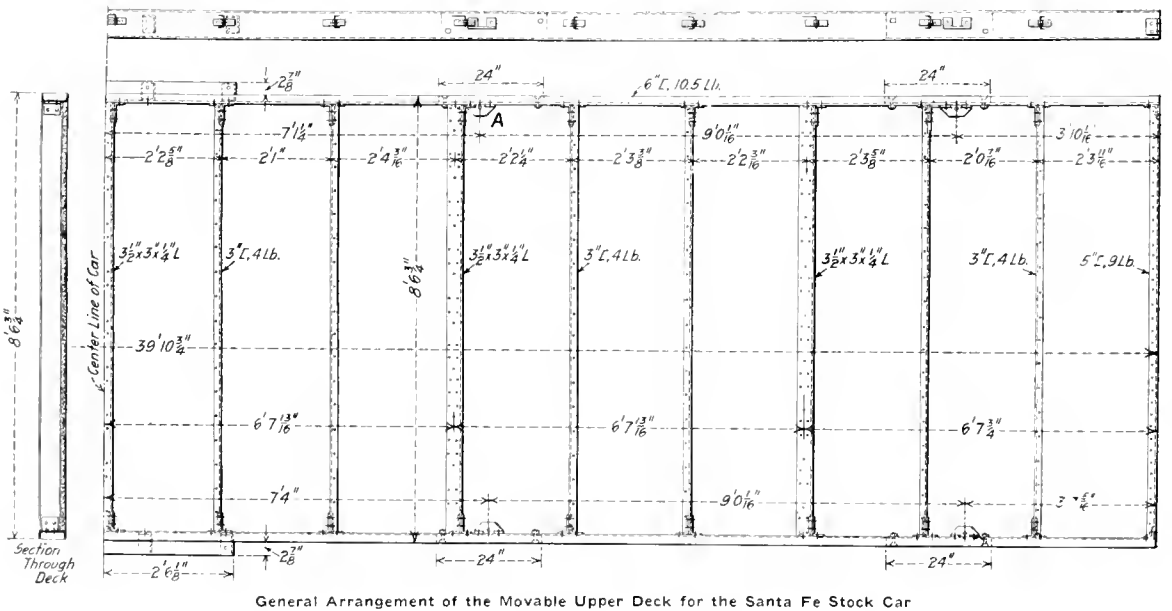 24"
24"
2 7/8"
6" [, 10.5 Lb.
A
7' 1 1/4"
9' 0 1/16"
3' 10 1/16"
2' 2 5/8"
2' 1"
2' 4 3/16"
2' 2 1/4"
2' 3 3/8"
2' 2 3/16"
2' 3 5/8"
2' 0 7/16"
2' 3 11/16"
3 1/2" x 3" x 1/4" L
3" [, 4 Lb.
3 1/2" x 3" x 1/4" L
3" [, 4 Lb.
3 1/2" x 3" x 1/4" L
3" [, 4 Lb.
5" [, 9 Lb.
8' 6 3/4"
8' 6 3/4"
Center Line of Car
39' 10 3/4"
6' 7 13/16"
6' 7 13/16"
6' 7 3/4"
7' 4"
9' 0 1/16"
2 7/8"
2' 6 1/8"
24"
24"
Section
Through
Deck
General Arrangement of the Movable Upper Deck for the Santa Fe Stock Car